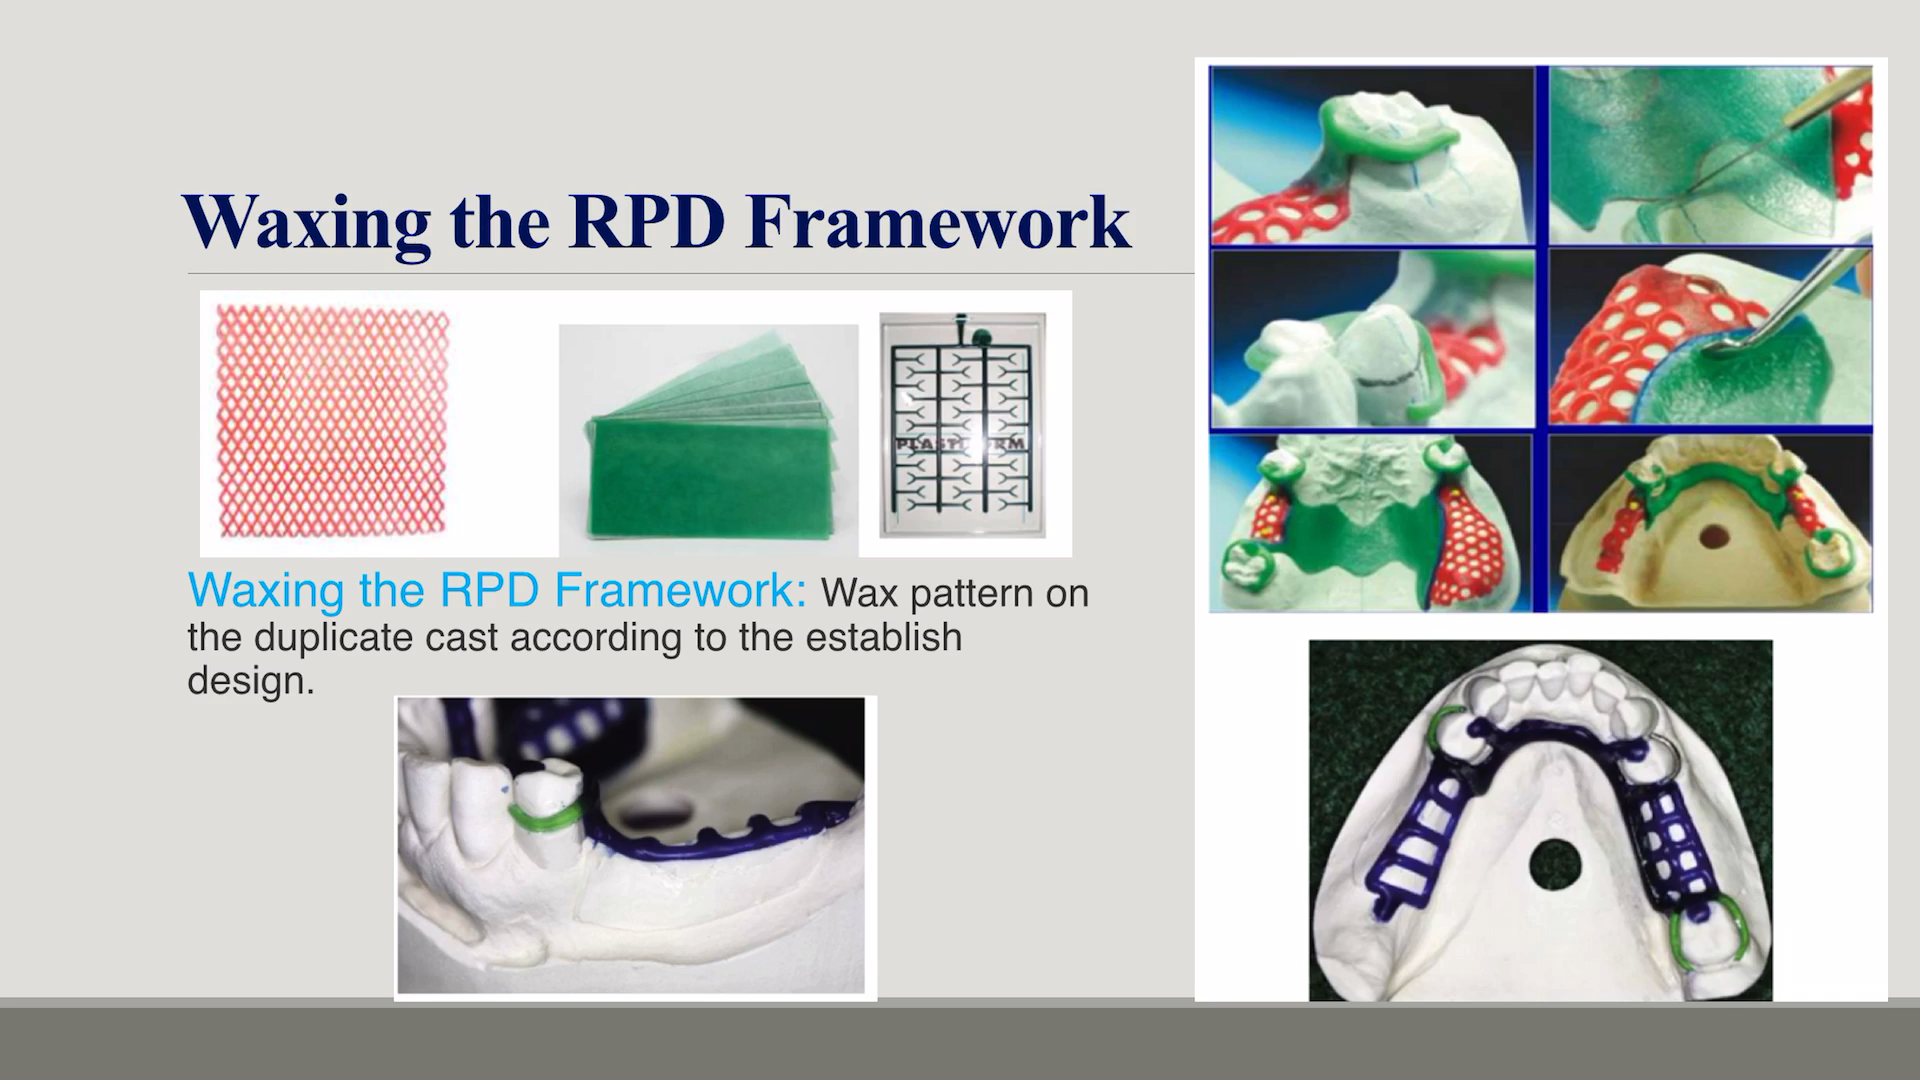 Waxing the RPD Framework
PLASTFORM
Waxing the RPD Framework: Wax pattern on
the duplicate cast according to the establish
design.